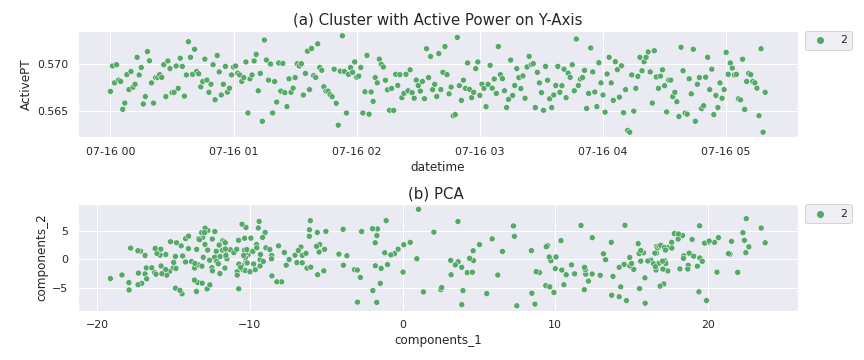 (a) Cluster with Active Power on Y-Axis
2
0.570
0.565
ActivePT
07-16 00 07-16 01 07-16 02 07-16 03 07-16 04 07-16 05
datetime
(b) PCA
2
5
0
−5
components_2
−20 −10 0 10 20
components_1